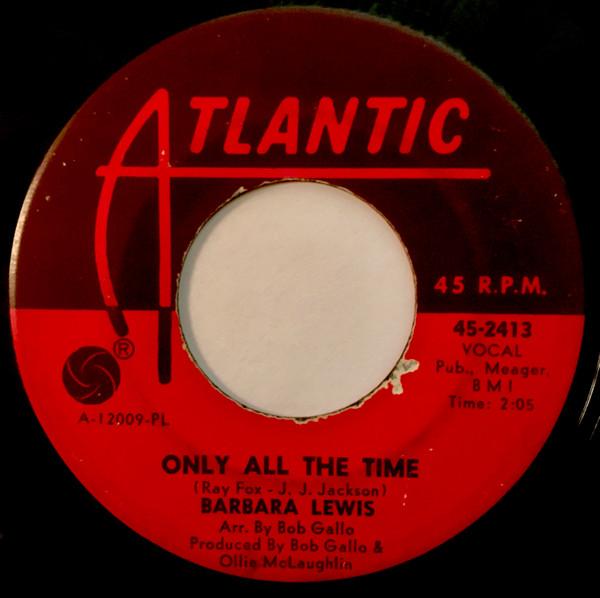 ATLANTIC
45 R.P.M.
45-2413
VOCAL
Pub., Meager,
B M I
Time: 2:05
®
A-12009-PL
ONLY ALL THE TIME
(Ray Fox - J. J. Jackson)
BARBARA LEWIS
Arr. By Bob Gallo
Produced By Bob Gallo &
Ollie McLaughlin